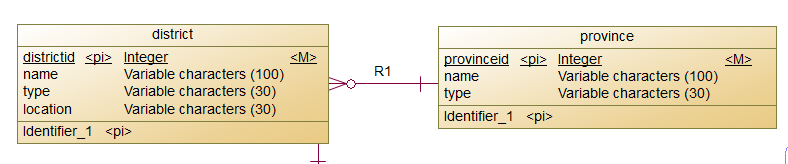 district
districtid <pi> Integer <M>
name Variable characters (100)
type Variable characters (30)
location Variable characters (30)
Identifier_1 <pi>
R1
province
provinceid <pi> Integer <M>
name Variable characters (100)
type Variable characters (30)
Identifier_1 <pi>